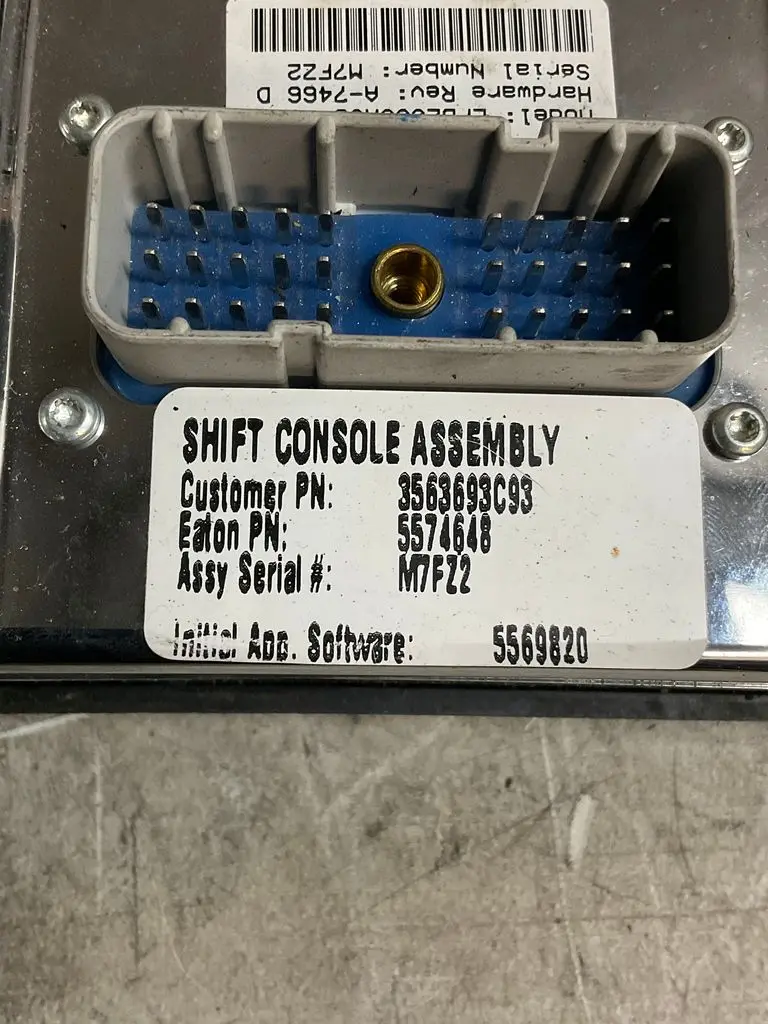 Serial Number: M7FZ2
Hardware Rev: A-7466 D
Model:
SHIFT CONSOLE ASSEMBLY
Customer PN: 3563693C93
Eaton PN: 5574648
Assy Serial #: M7FZ2
Initial App. Software: 5569820